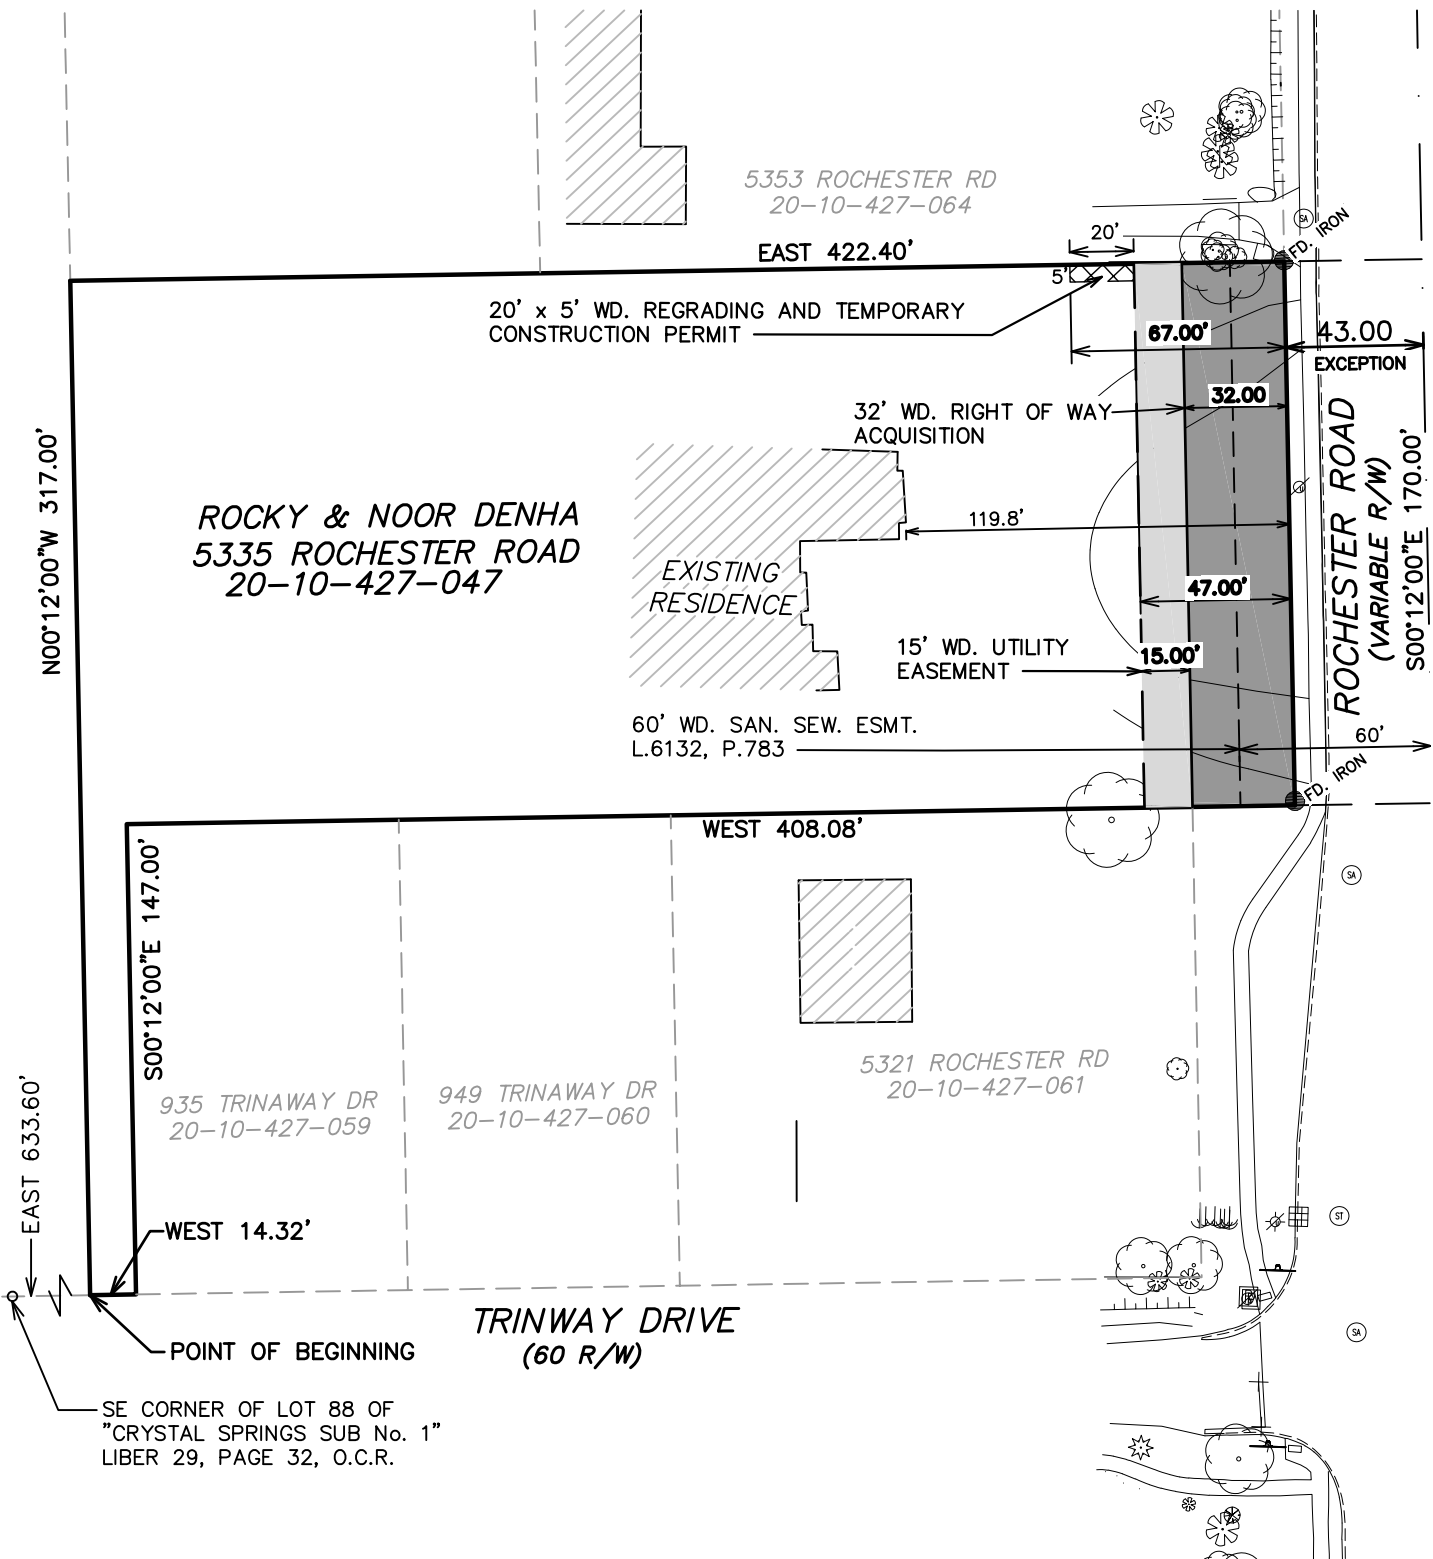 5353 ROCHESTER RD
20-10-427-064
SA
FD. IRON
20'
EAST 422.40'
5'
20' x 5' WD. REGRADING AND TEMPORARY
CONSTRUCTION PERMIT
67.00'
43.00
EXCEPTION
32.00
32' WD. RIGHT OF WAY
ACQUISITION
N00°12'00"W 317.00'
ROCKY & NOOR DENHA
5335 ROCHESTER ROAD
20-10-427-047
119.8'
EXISTING
RESIDENCE
47.00'
ROCHESTER ROAD
(VARIABLE R/W)
S00°12'00"E 170.00'
15' WD. UTILITY
EASEMENT
15.00'
60' WD. SAN. SEW. ESMT.
L.6132, P.783
60'
FD. IRON
WEST 408.08'
SA
S00°12'00"E 147.00'
5321 ROCHESTER RD
20-10-427-061
935 TRINAWAY DR
20-10-427-059
949 TRINAWAY DR
20-10-427-060
EAST 633.60'
WEST 14.32'
ST
TRINWAY DRIVE
(60 R/W)
SA
POINT OF BEGINNING
SE CORNER OF LOT 88 OF
"CRYSTAL SPRINGS SUB No. 1"
LIBER 29, PAGE 32, O.C.R.